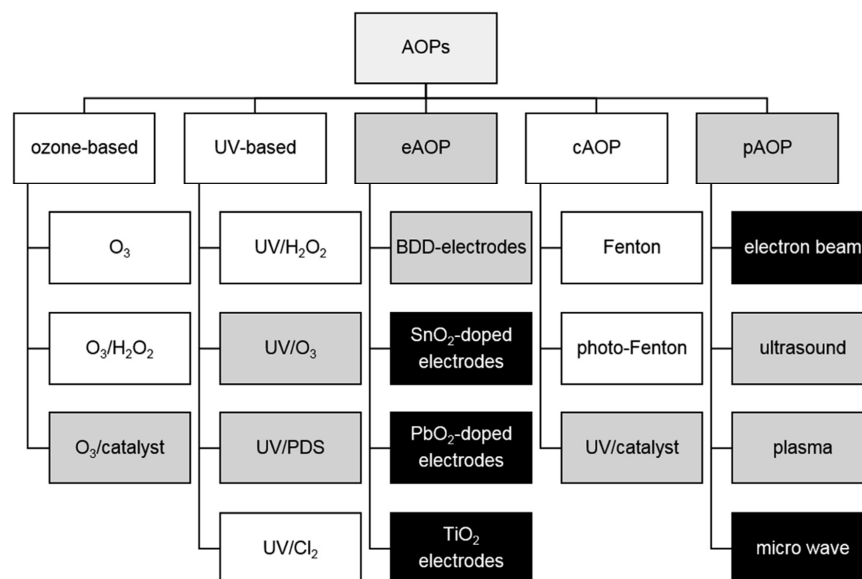 AOPs
ozone-based
UV-based
eAOP
cAOP
pAOP
O₃
UV/H₂O₂
BDD-electrodes
Fenton
electron beam
O₃/H₂O₂
UV/O₃
SnO₂-doped
electrodes
photo-Fenton
ultrasound
O₃/catalyst
UV/PDS
PbO₂-doped
electrodes
UV/catalyst
plasma
UV/Cl₂
TiO₂
electrodes
micro wave